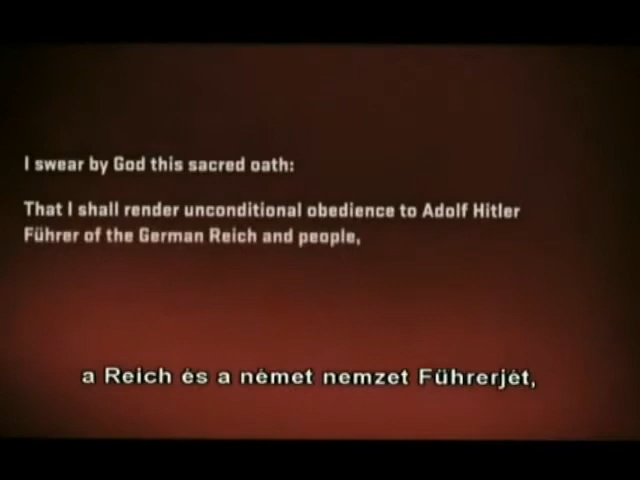 I swear by God this sacred oath:
That I shall render unconditional obedience to Adolf Hitler
Führer of the German Reich and people,
a Reich és a német nemzet Führerjét,